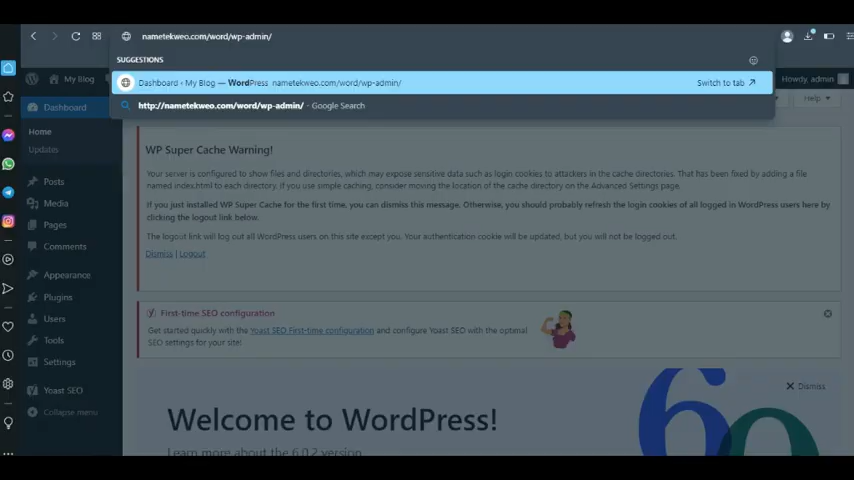 nametekweo.com/word/wp-admin/
SUGGESTIONS
Dashboard ‹ My Blog — WordPress nametekweo.com/word/wp-admin/ Switch to tab
http://nametekweo.com/word/wp-admin/ - Google Search
My Blog
Howdy, admin
Help
Dashboard
Home
Updates
Posts
Media
Pages
Comments
Appearance
Plugins
Users
Tools
Settings
Yoast SEO
Collapse menu
WP Super Cache Warning!
Your server is configured to show files and directories, which may expose sensitive data such as login cookies to attackers in the cache directories. That has been fixed by adding a file
named index.html to each directory. If you use simple caching, consider moving the location of the cache directory on the Advanced Settings page.
If you just installed WP Super Cache for the first time, you can dismiss this message. Otherwise, you should probably refresh the login cookies of all logged in WordPress users here by
clicking the logout link below.
The logout link will log out all WordPress users on this site except you. Your authentication cookie will be updated, but you will not be logged out.
Dismiss | Logout
First-time SEO configuration
Get started quickly with the Yoast SEO First-time configuration and configure Yoast SEO with the optimal
SEO settings for your site!
Dismiss
Welcome to WordPress!
Learn more about the 6.0.2 version.
60